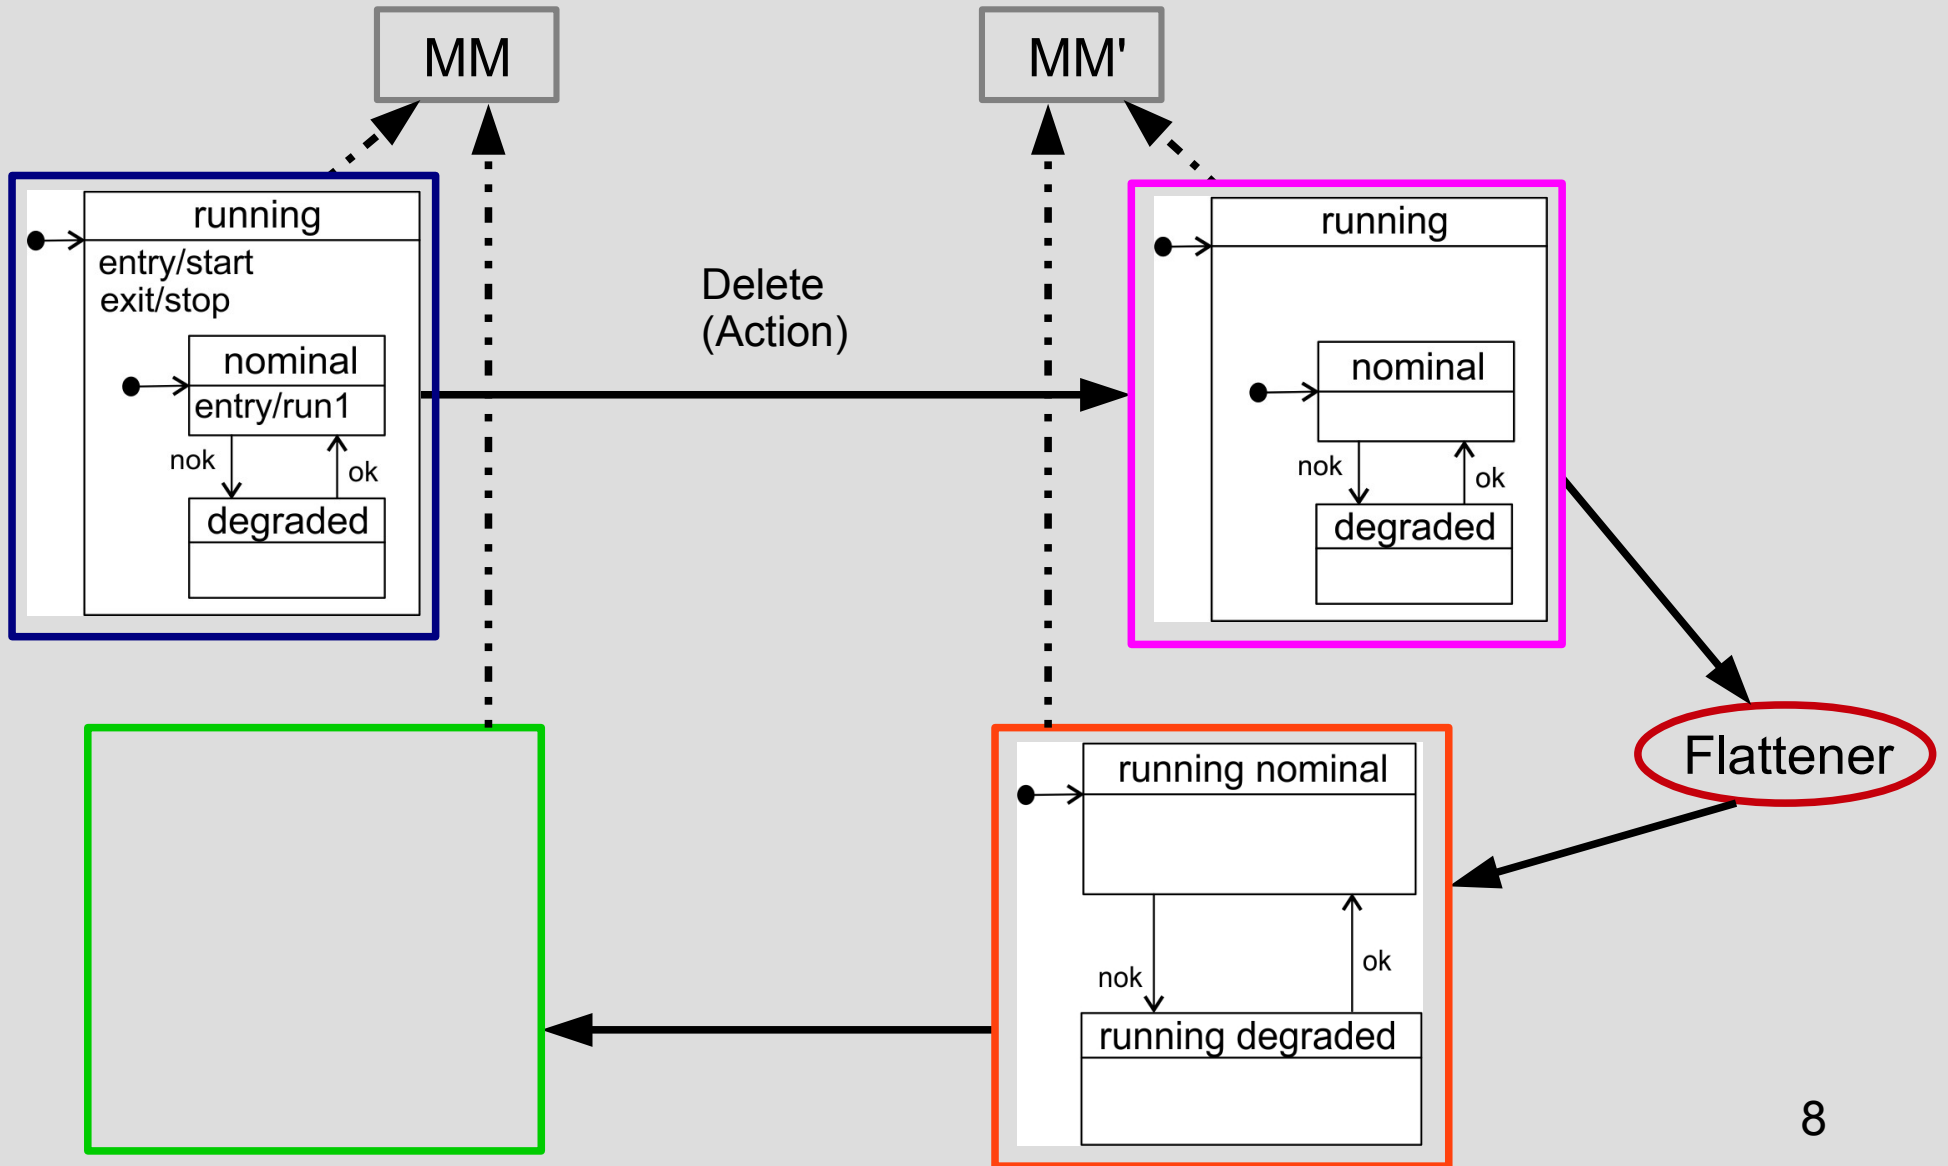 MM
MM'
running
entry/start
exit/stop
nominal
entry/run1
nok
ok
degraded
Delete
(Action)
running
nominal
nok
ok
degraded
Flattener
running nominal
nok
ok
running degraded
8